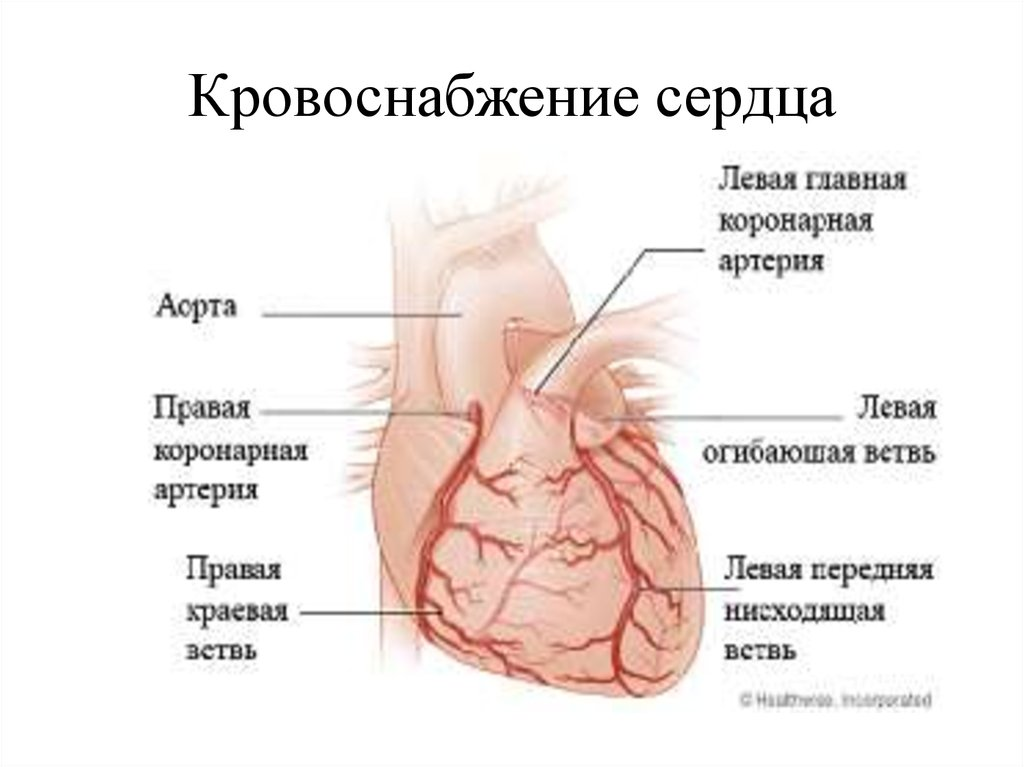 Кровоснабжение сердца
Левая главная
коронарная
артерия
Аорта
Правая
коронарная
артерия
Левая
огибаюшая ветвь
Правая
краевая
ветвь
Левая передняя
нисходящая
ветвь
© Healthwise, Incorporated